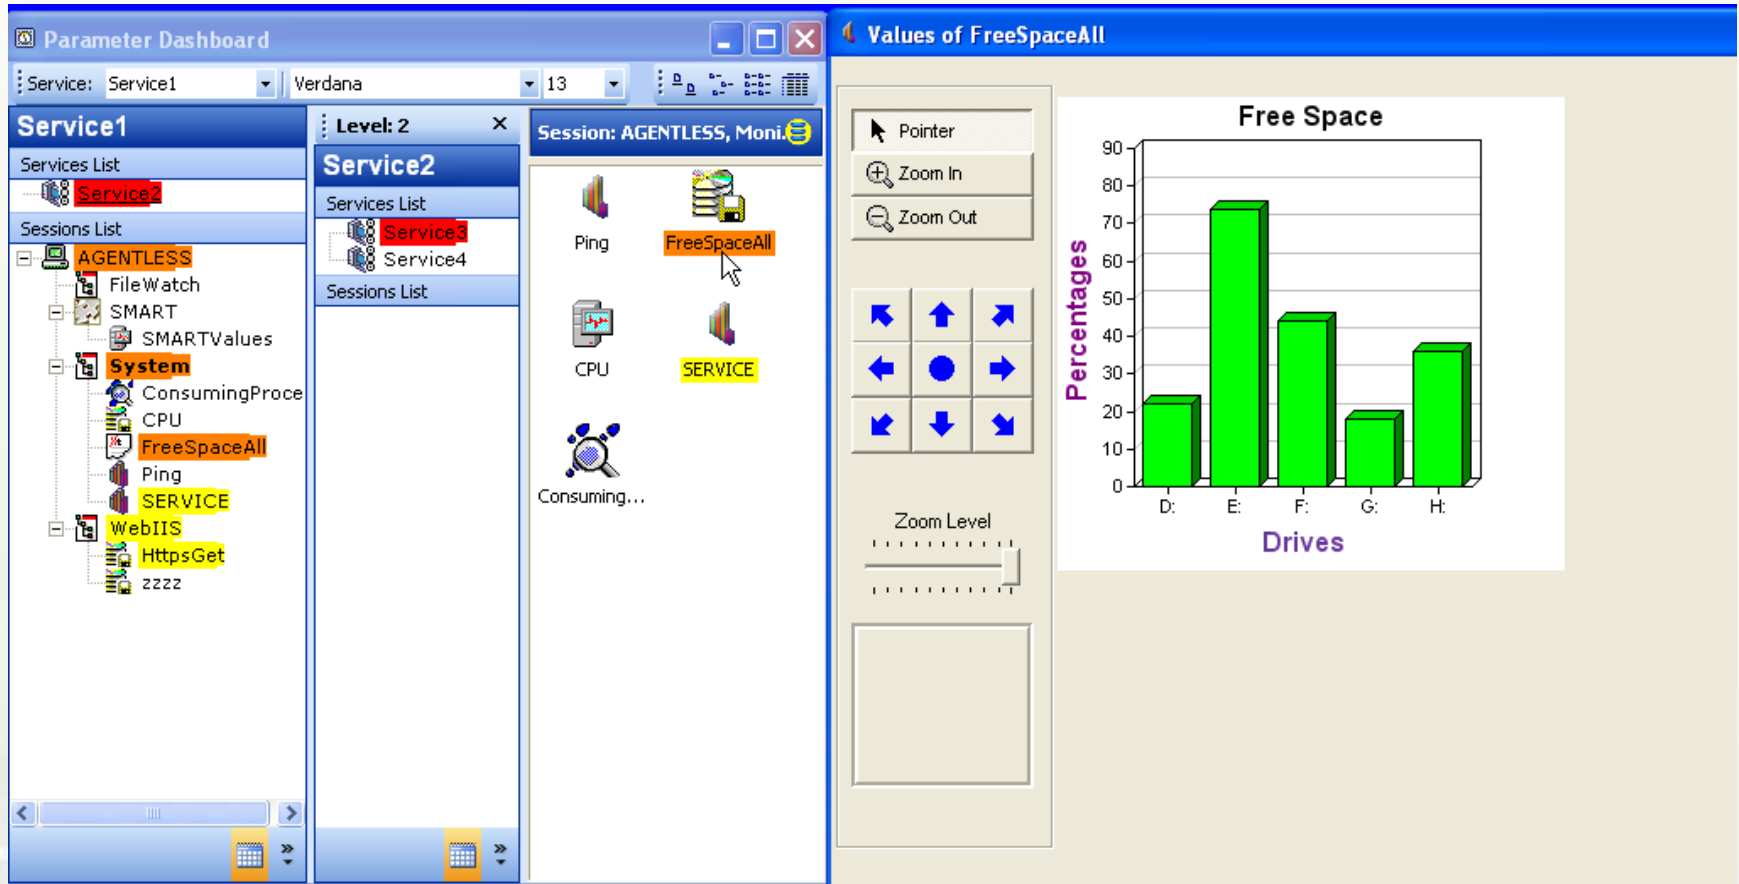 Parameter Dashboard
Service: Service1 Verdana 13
Service1
Services List
Service2
Sessions List
AGENTLESS
FileWatch
SMART
SMARTValues
System
ConsumingProce
CPU
FreeSpaceAll
Ping
SERVICE
WebIIS
HttpsGet
zzzz
Level: 2
Service2
Services List
Service3
Service4
Sessions List
Session: AGENTLESS, Moni.
Ping
FreeSpaceAll
CPU
SERVICE
Consuming...
Values of FreeSpaceAll
Pointer
Zoom In
Zoom Out
Zoom Level
Free Space
Percentages
90
80
70
60
50
40
30
20
10
0
D: E: F: G: H:
Drives